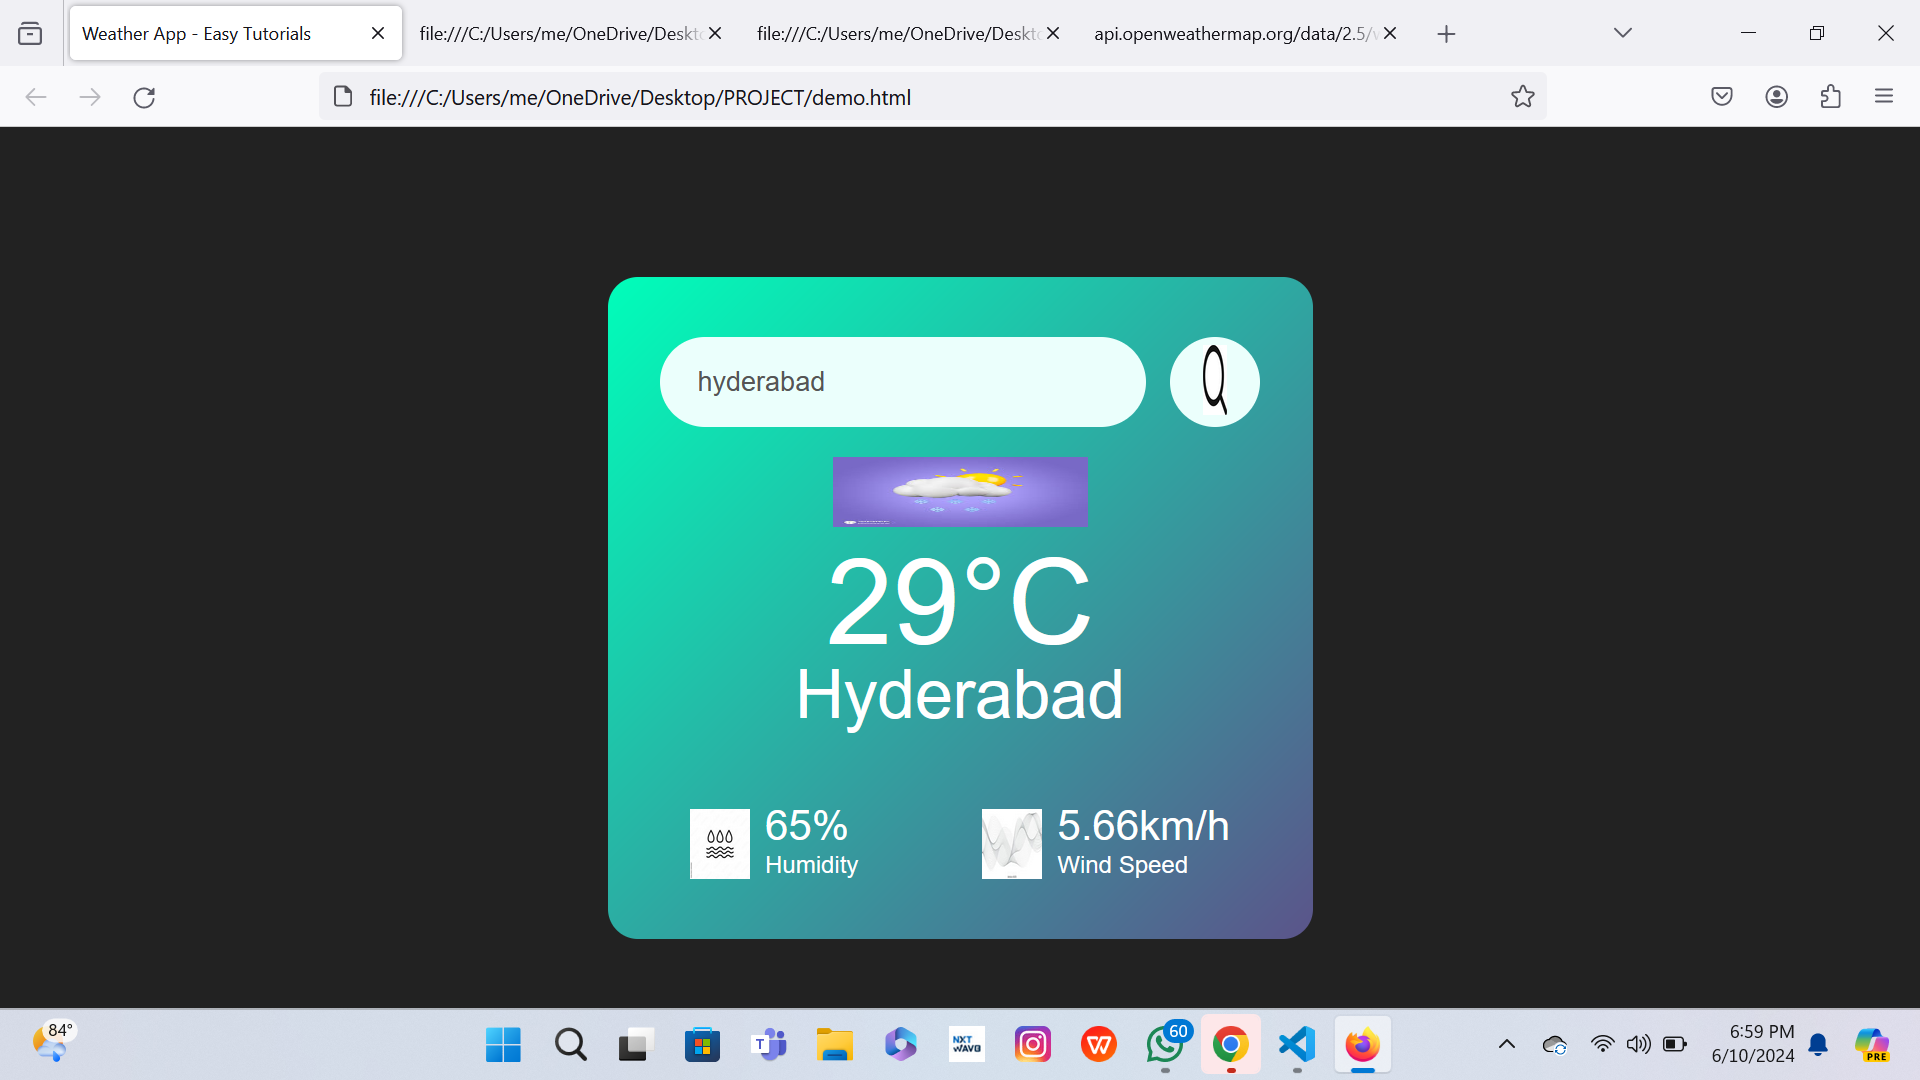 Weather App - Easy Tutorials
file:///C:/Users/me/OneDrive/Deskt
file:///C:/Users/me/OneDrive/Deskt
api.openweathermap.org/data/2.5/
file:///C:/Users/me/OneDrive/Desktop/PROJECT/demo.html
hyderabad
29°C
Hyderabad
65%
Humidity
5.66km/h
Wind Speed
84°
T
NXT
WAVE
60
6:59 PM
6/10/2024
PRE